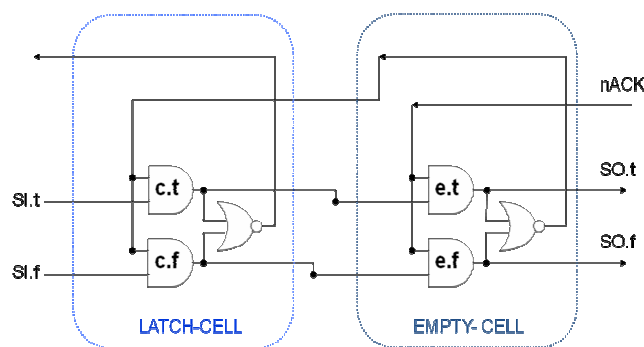 nACK
c.t
e.t
SO.t
SI.t
c.f
e.f
SO.f
SI.f
LATCH-CELL
EMPTY- CELL